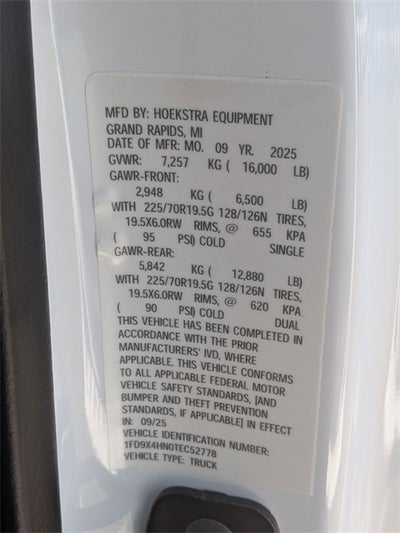 MFD BY: HOEKSTRA EQUIPMENT
GRAND RAPIDS, MI
DATE OF MFR: MO. 09 YR. 2025
GVWR: 7,257 KG ( 16,000 LB)
GAWR-FRONT:
2,948 KG ( 6,500 LB)
WITH 225/70R19.5G 128/126N TIRES,
19.5X6.0RW RIMS, @ 655 KPA
( 95 PSI) COLD SINGLE
GAWR-REAR:
5,842 KG ( 12,880 LB)
WITH 225/70R19.5G 128/126N TIRES,
19.5X6.0RW RIMS, @ 620 KPA
( 90 PSI) COLD DUAL
THIS VEHICLE HAS BEEN COMPLETED IN
ACCORDANCE WITH THE PRIOR
MANUFACTURERS' IVD, WHERE
APPLICABLE. THIS VEHICLE CONFORMS
TO ALL APPLICABLE FEDERAL MOTOR
VEHICLE SAFETY STANDARDS, [AND
BUMPER AND THEFT PREVENTION
STANDARDS, IF APPLICABLE] IN EFFECT
IN: 09/25
VEHICLE IDENTIFICATION NUMBER:
1FD9X4HN0TEC52778
VEHICLE TYPE: TRUCK